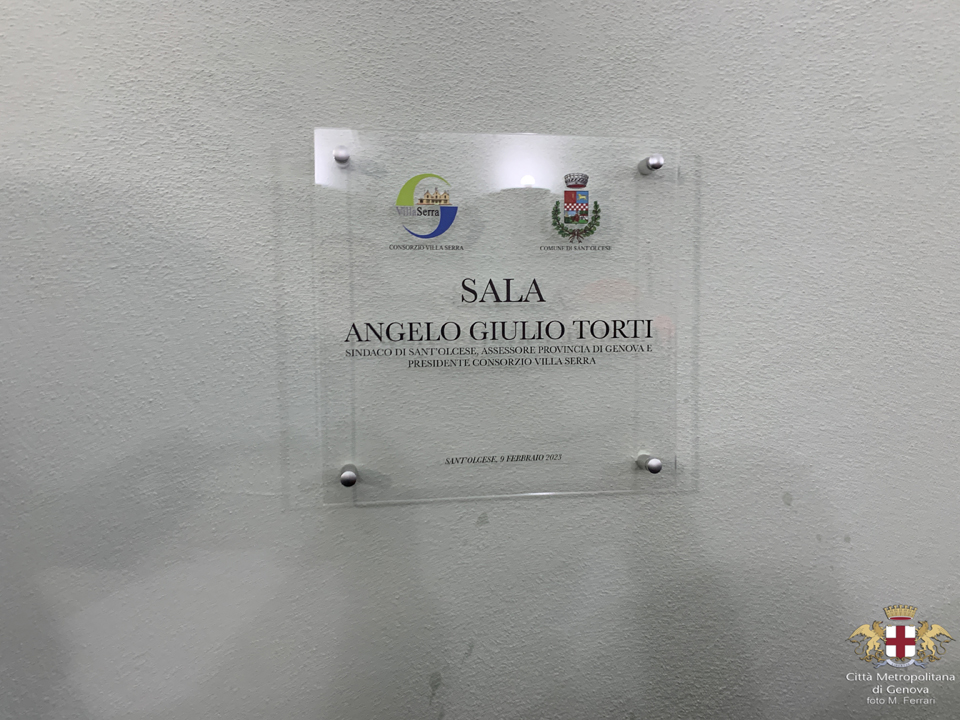 VillaSerra
CONSORZIO VILLA SERRA
COMUNE DI SANT'OLCESE
SALA
ANGELO GIULIO TORTI
SINDACO DI SANT'OLCESE, ASSESSORE PROVINCIA DI GENOVA E
PRESIDENTE CONSORZIO VILLA SERRA
SANT'OLCESE, 9 FEBBRAIO 2023
Città Metropolitana
di Genova
foto M. Ferrari